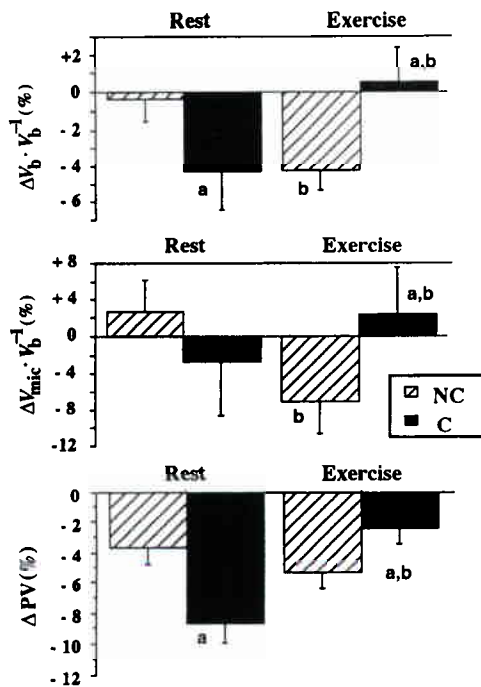 Rest Exercise
+2
0
- 2
- 4
- 6
ΔV_b · V_b^-1 (%)
a b a,b
Rest Exercise
+ 8
+ 4
0
- 4
- 8
-12
ΔV_mic · V_b^-1 (%)
b a,b
NC
C
Rest Exercise
0
- 2
- 4
- 6
- 8
- 10
- 12
ΔPV (%)
a a,b